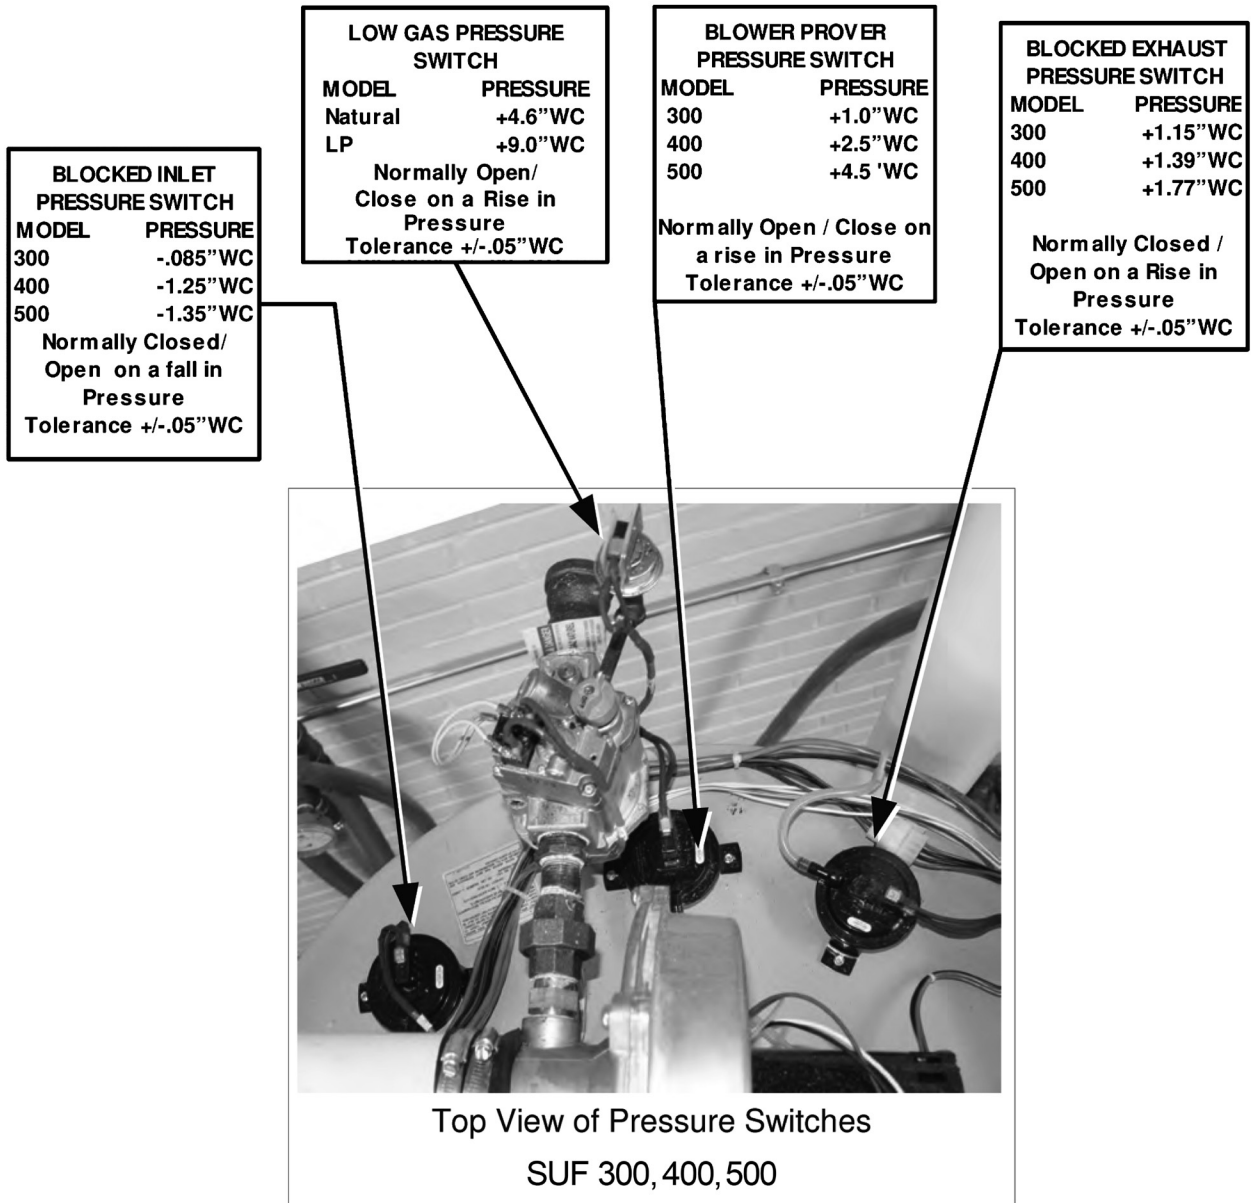 BLOCKED INLET
PRESSURE SWITCH
MODEL PRESSURE
300 -.085”WC
400 -1.25”WC
500 -1.35”WC
Normally Closed/
Open on a fall in
Pressure
Tolerance +/-.05”WC
LOW GAS PRESSURE
SWITCH
MODEL PRESSURE
Natural +4.6”WC
LP +9.0”WC
Normally Open/
Close on a Rise in
Pressure
Tolerance +/-.05”WC
BLOWER PROVER
PRESSURE SWITCH
MODEL PRESSURE
300 +1.0”WC
400 +2.5”WC
500 +4.5 'WC
Normally Open / Close on
a rise in Pressure
Tolerance +/-.05”WC
BLOCKED EXHAUST
PRESSURE SWITCH
MODEL PRESSURE
300 +1.15”WC
400 +1.39”WC
500 +1.77”WC
Normally Closed /
Open on a Rise in
Pressure
Tolerance +/-.05”WC
Top View of Pressure Switches
SUF 300, 400, 500